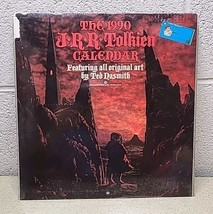 THE 1990
J.R.R. Tolkien
CALENDAR
Featuring all original art
by Ted Nasmith